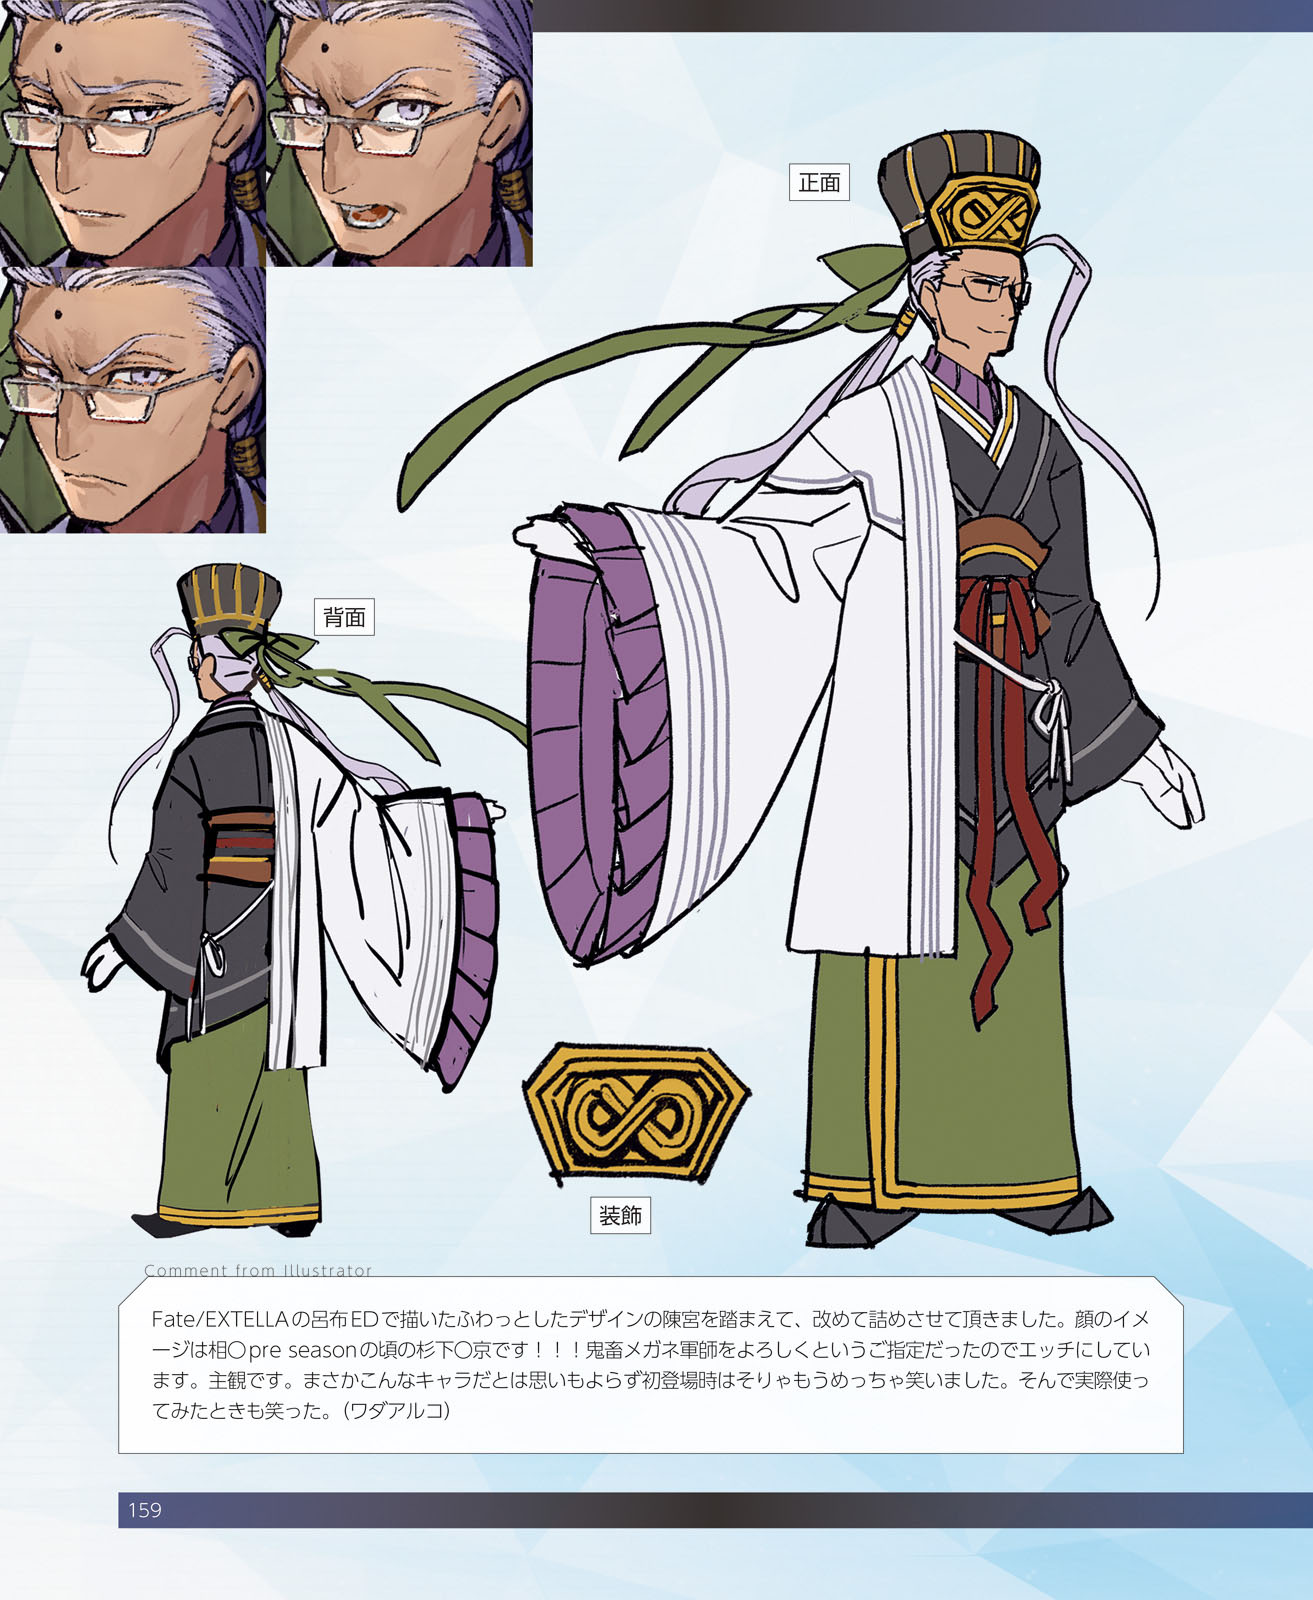 正面
背面
装飾
Comment from Illustrator
Fate/EXTELLAの呂布EDで描いたふわっとしたデザインの陳宮を踏まえて、改めて詰めさせて頂きました。顔のイメ
ージは相〇pre seasonの頃の杉下〇京です！！！鬼畜メガネ軍師をよろしくというご指定だったのでエッチにしてい
ます。主観です。まさかこんなキャラだとは思いもよらず初登場時はそりゃもうめっちゃ笑いました。そんで実際使っ
てみたときも笑った。（ワダアルコ）
159